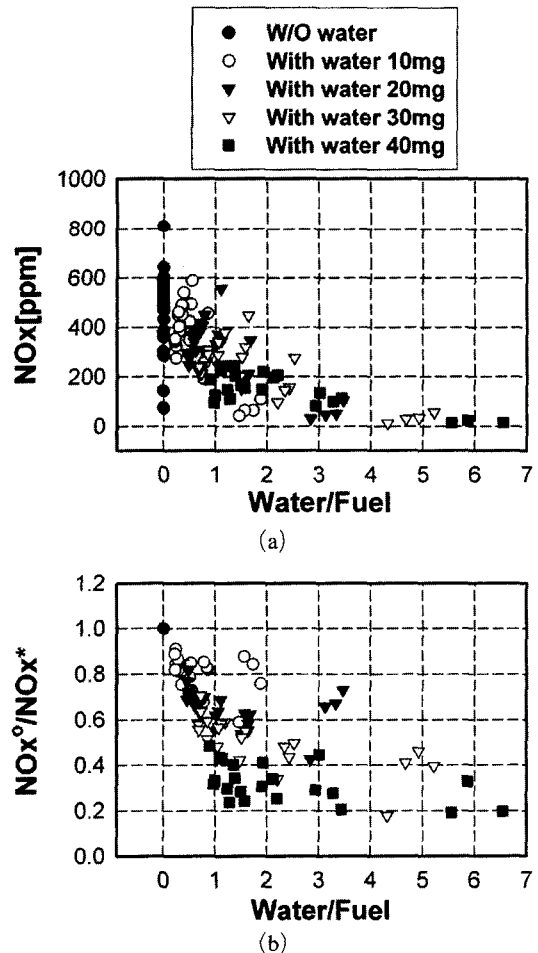 W/O water
With water 10mg
With water 20mg
With water 30mg
With water 40mg
1000
800
600
400
200
0
NOx[ppm]
0 1 2 3 4 5 6 7
Water/Fuel
(a)
1.2
1.0
0.8
0.6
0.4
0.2
0.0
NOx⁰/NOx*
0 1 2 3 4 5 6 7
Water/Fuel
(b)